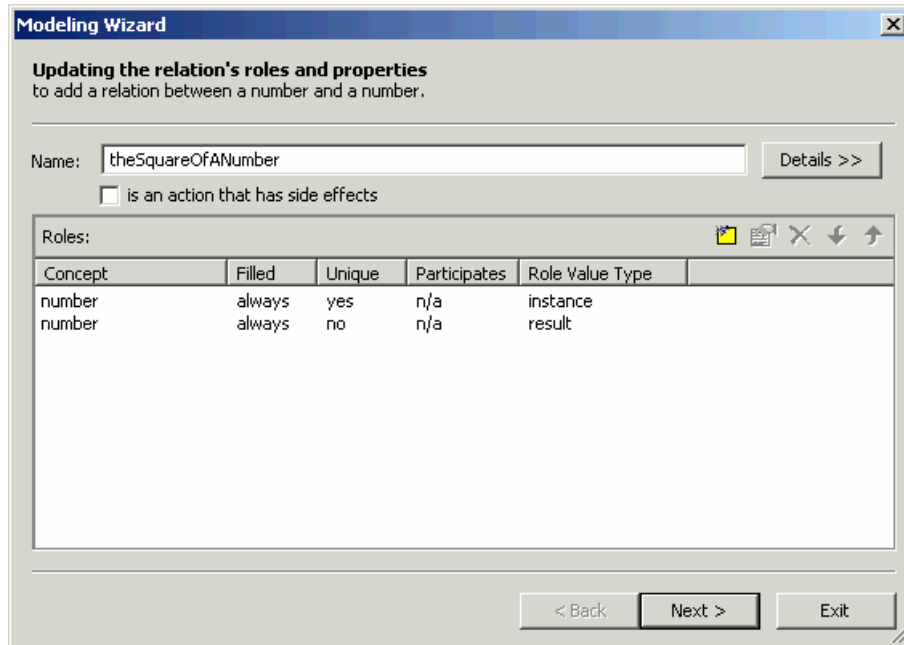 Modeling Wizard
Updating the relation's roles and properties
to add a relation between a number and a number.
Name: theSquareOfANumber Details >>
is an action that has side effects
Roles:
Concept Filled Unique Participates Role Value Type
number always yes n/a instance
number always no n/a result
< Back Next > Exit